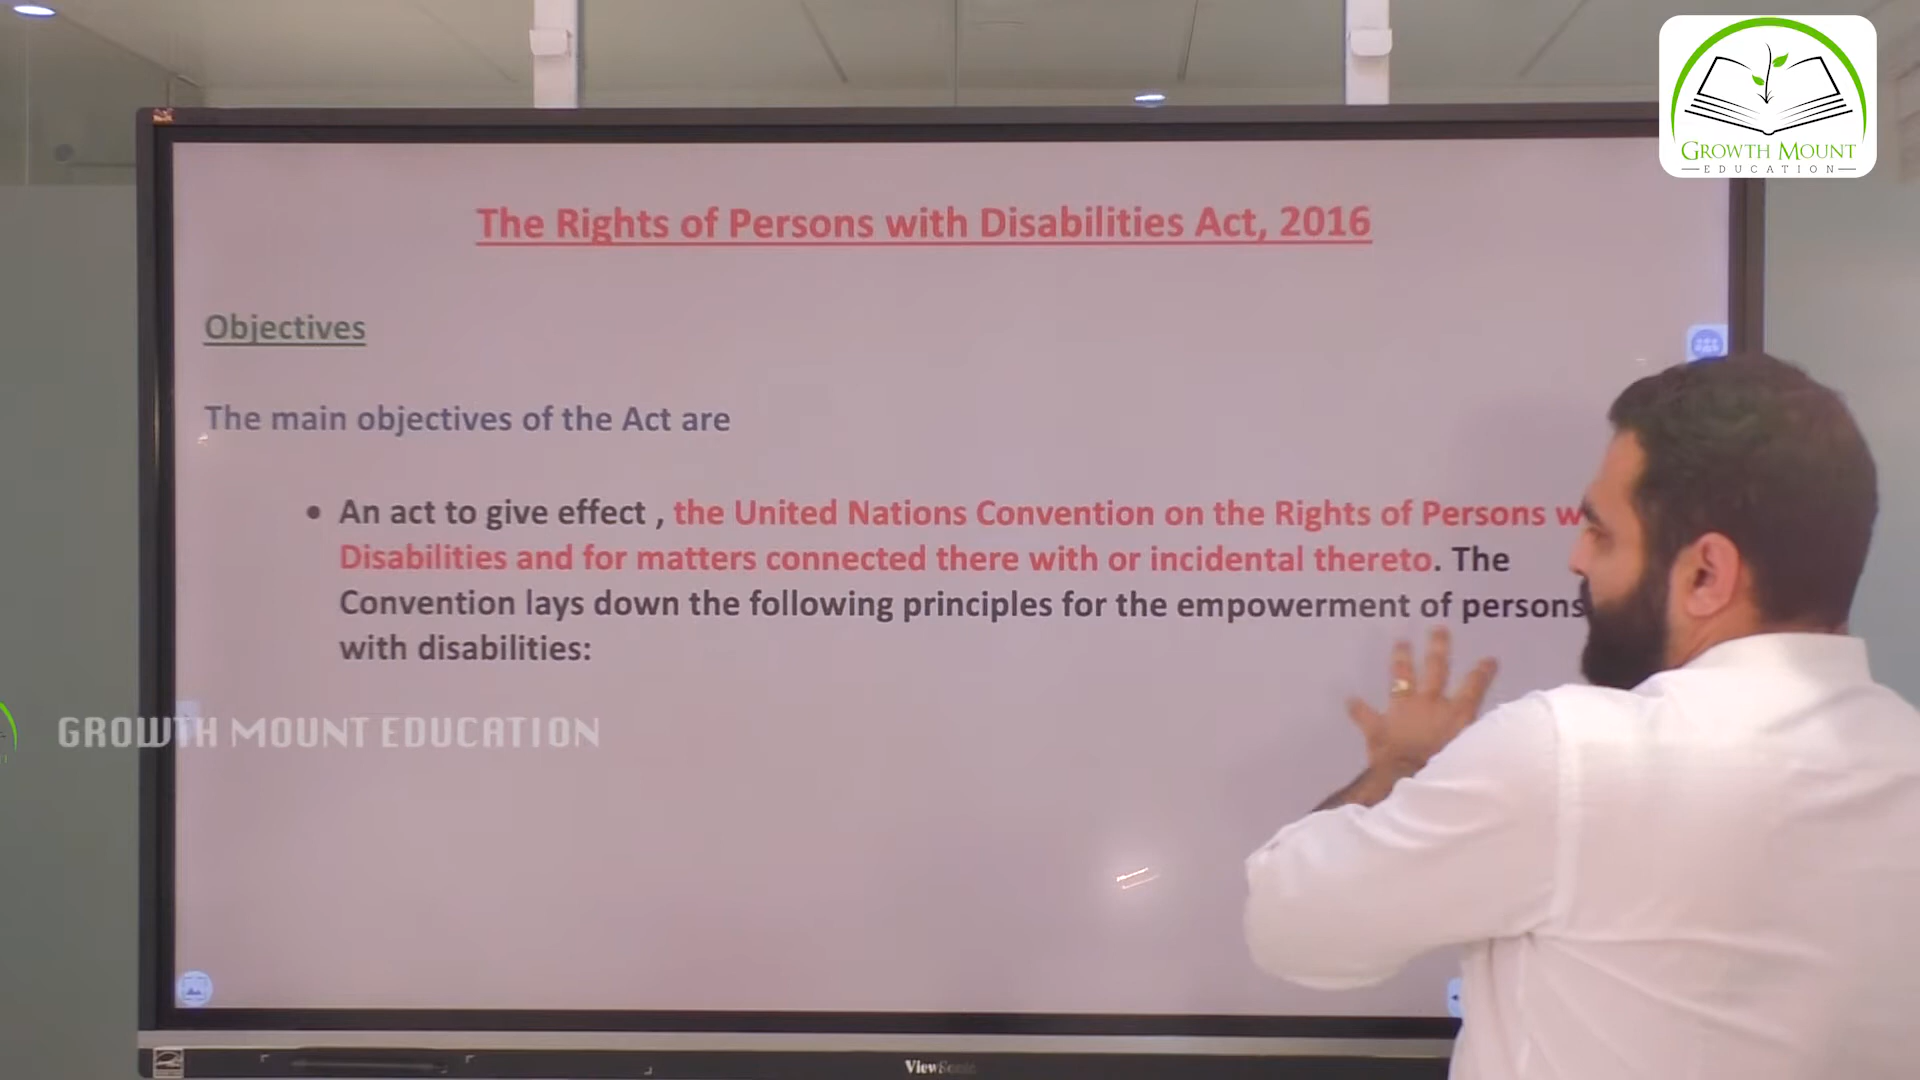 GROWTH MOUNT
EDUCATION
The Rights of Persons with Disabilities Act, 2016
Objectives
The main objectives of the Act are
• An act to give effect , the United Nations Convention on the Rights of Persons
Disabilities and for matters connected there with or incidental thereto. The
Convention lays down the following principles for the empowerment of persons
with disabilities:
GROWTH MOUNT EDUCATION
ViewSonic